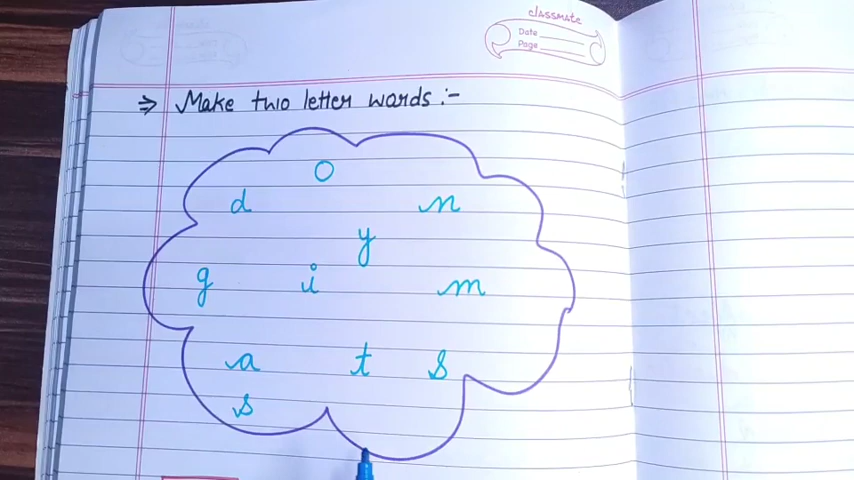 classmate
Date
Page
⇒ Make two letter words :-
o
d n
y
g i m
a t s
s